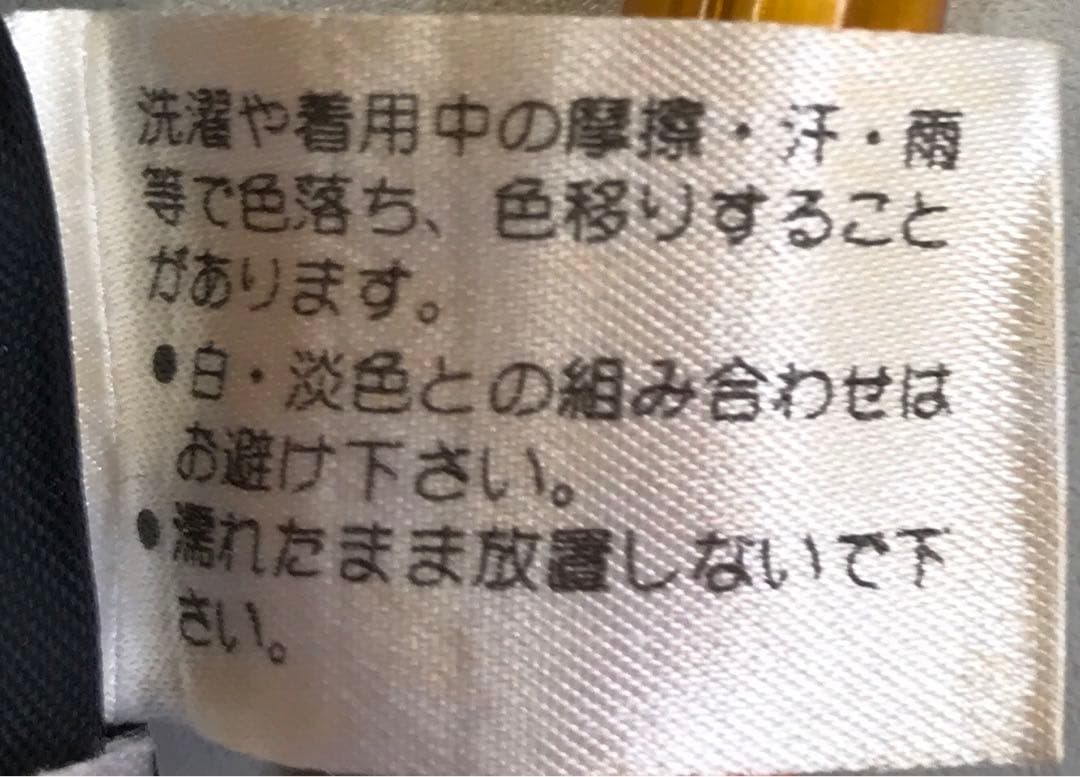 洗濯や着用中の摩擦・汗・雨
等で色落ち、色移りすること
があります。
●白・淡色との組み合わせは
お避け下さい。
●濡れたまま放置しないで下
さい。